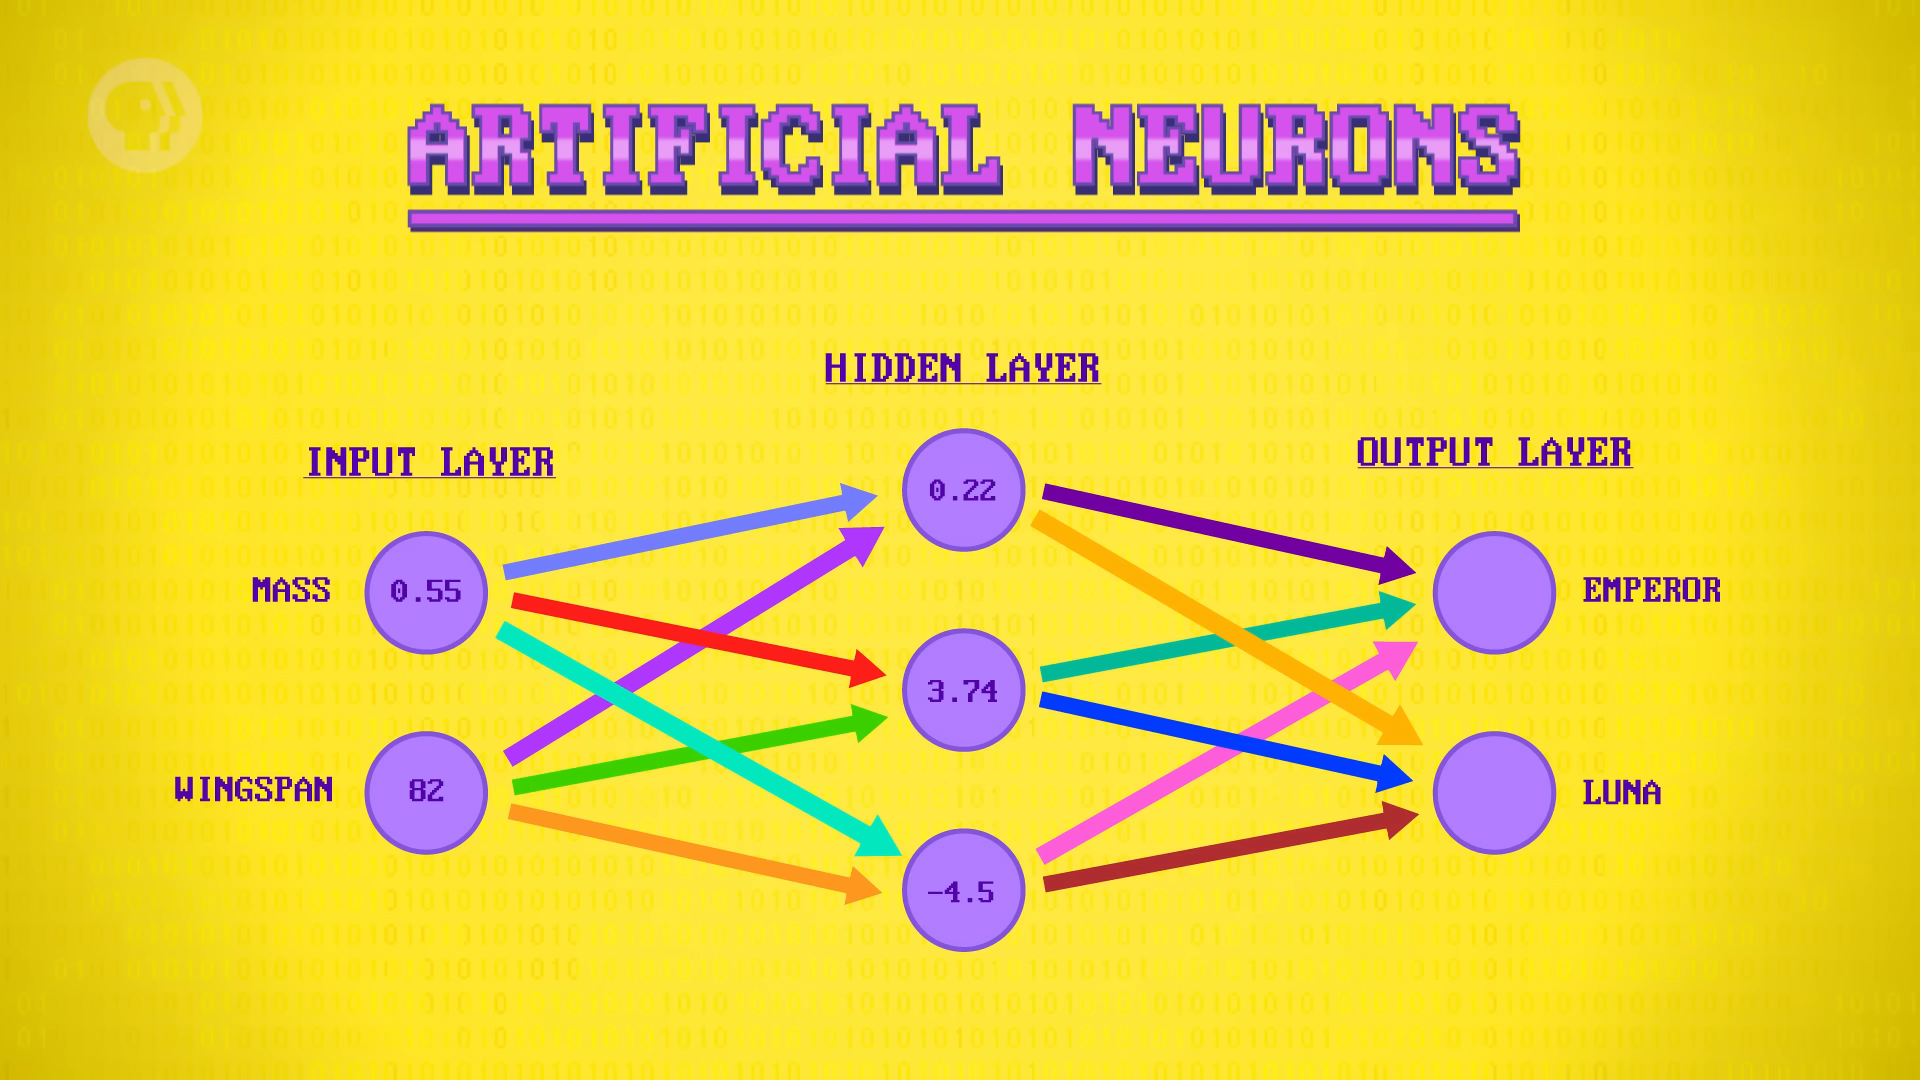 ARTIFICIAL NEURONS
HIDDEN LAYER
INPUT LAYER
OUTPUT LAYER
0.22
MASS
0.55
EMPEROR
3.74
WINGSPAN
82
LUNA
-4.5